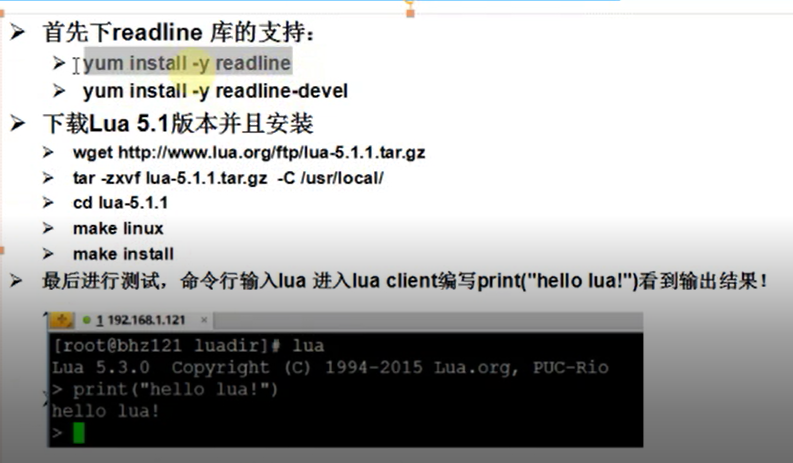 首先下readline 库的支持：
yum install -y readline
yum install -y readline-devel
下载Lua 5.1版本并且安装
wget http://www.lua.org/ftp/lua-5.1.1.tar.gz
tar -zxvf lua-5.1.1.tar.gz -C /usr/local/
cd lua-5.1.1
make linux
make install
最后进行测试，命令行输入lua 进入lua client编写print("hello lua!")看到输出结果！
1 192.168.1.121 ×
[root@bhz121 luadir]# lua
Lua 5.3.0  Copyright (C) 1994-2015 Lua.org, PUC-Rio
> print("hello lua!")
hello lua!
>